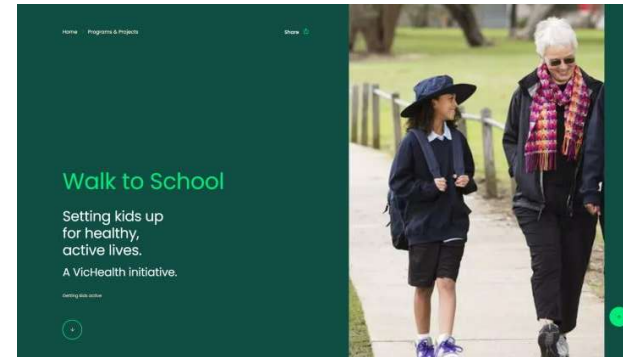 Home Programs & Projects
Share
Walk to School
Setting kids up
for healthy,
active lives.
A VicHealth initiative.
Getting kids active